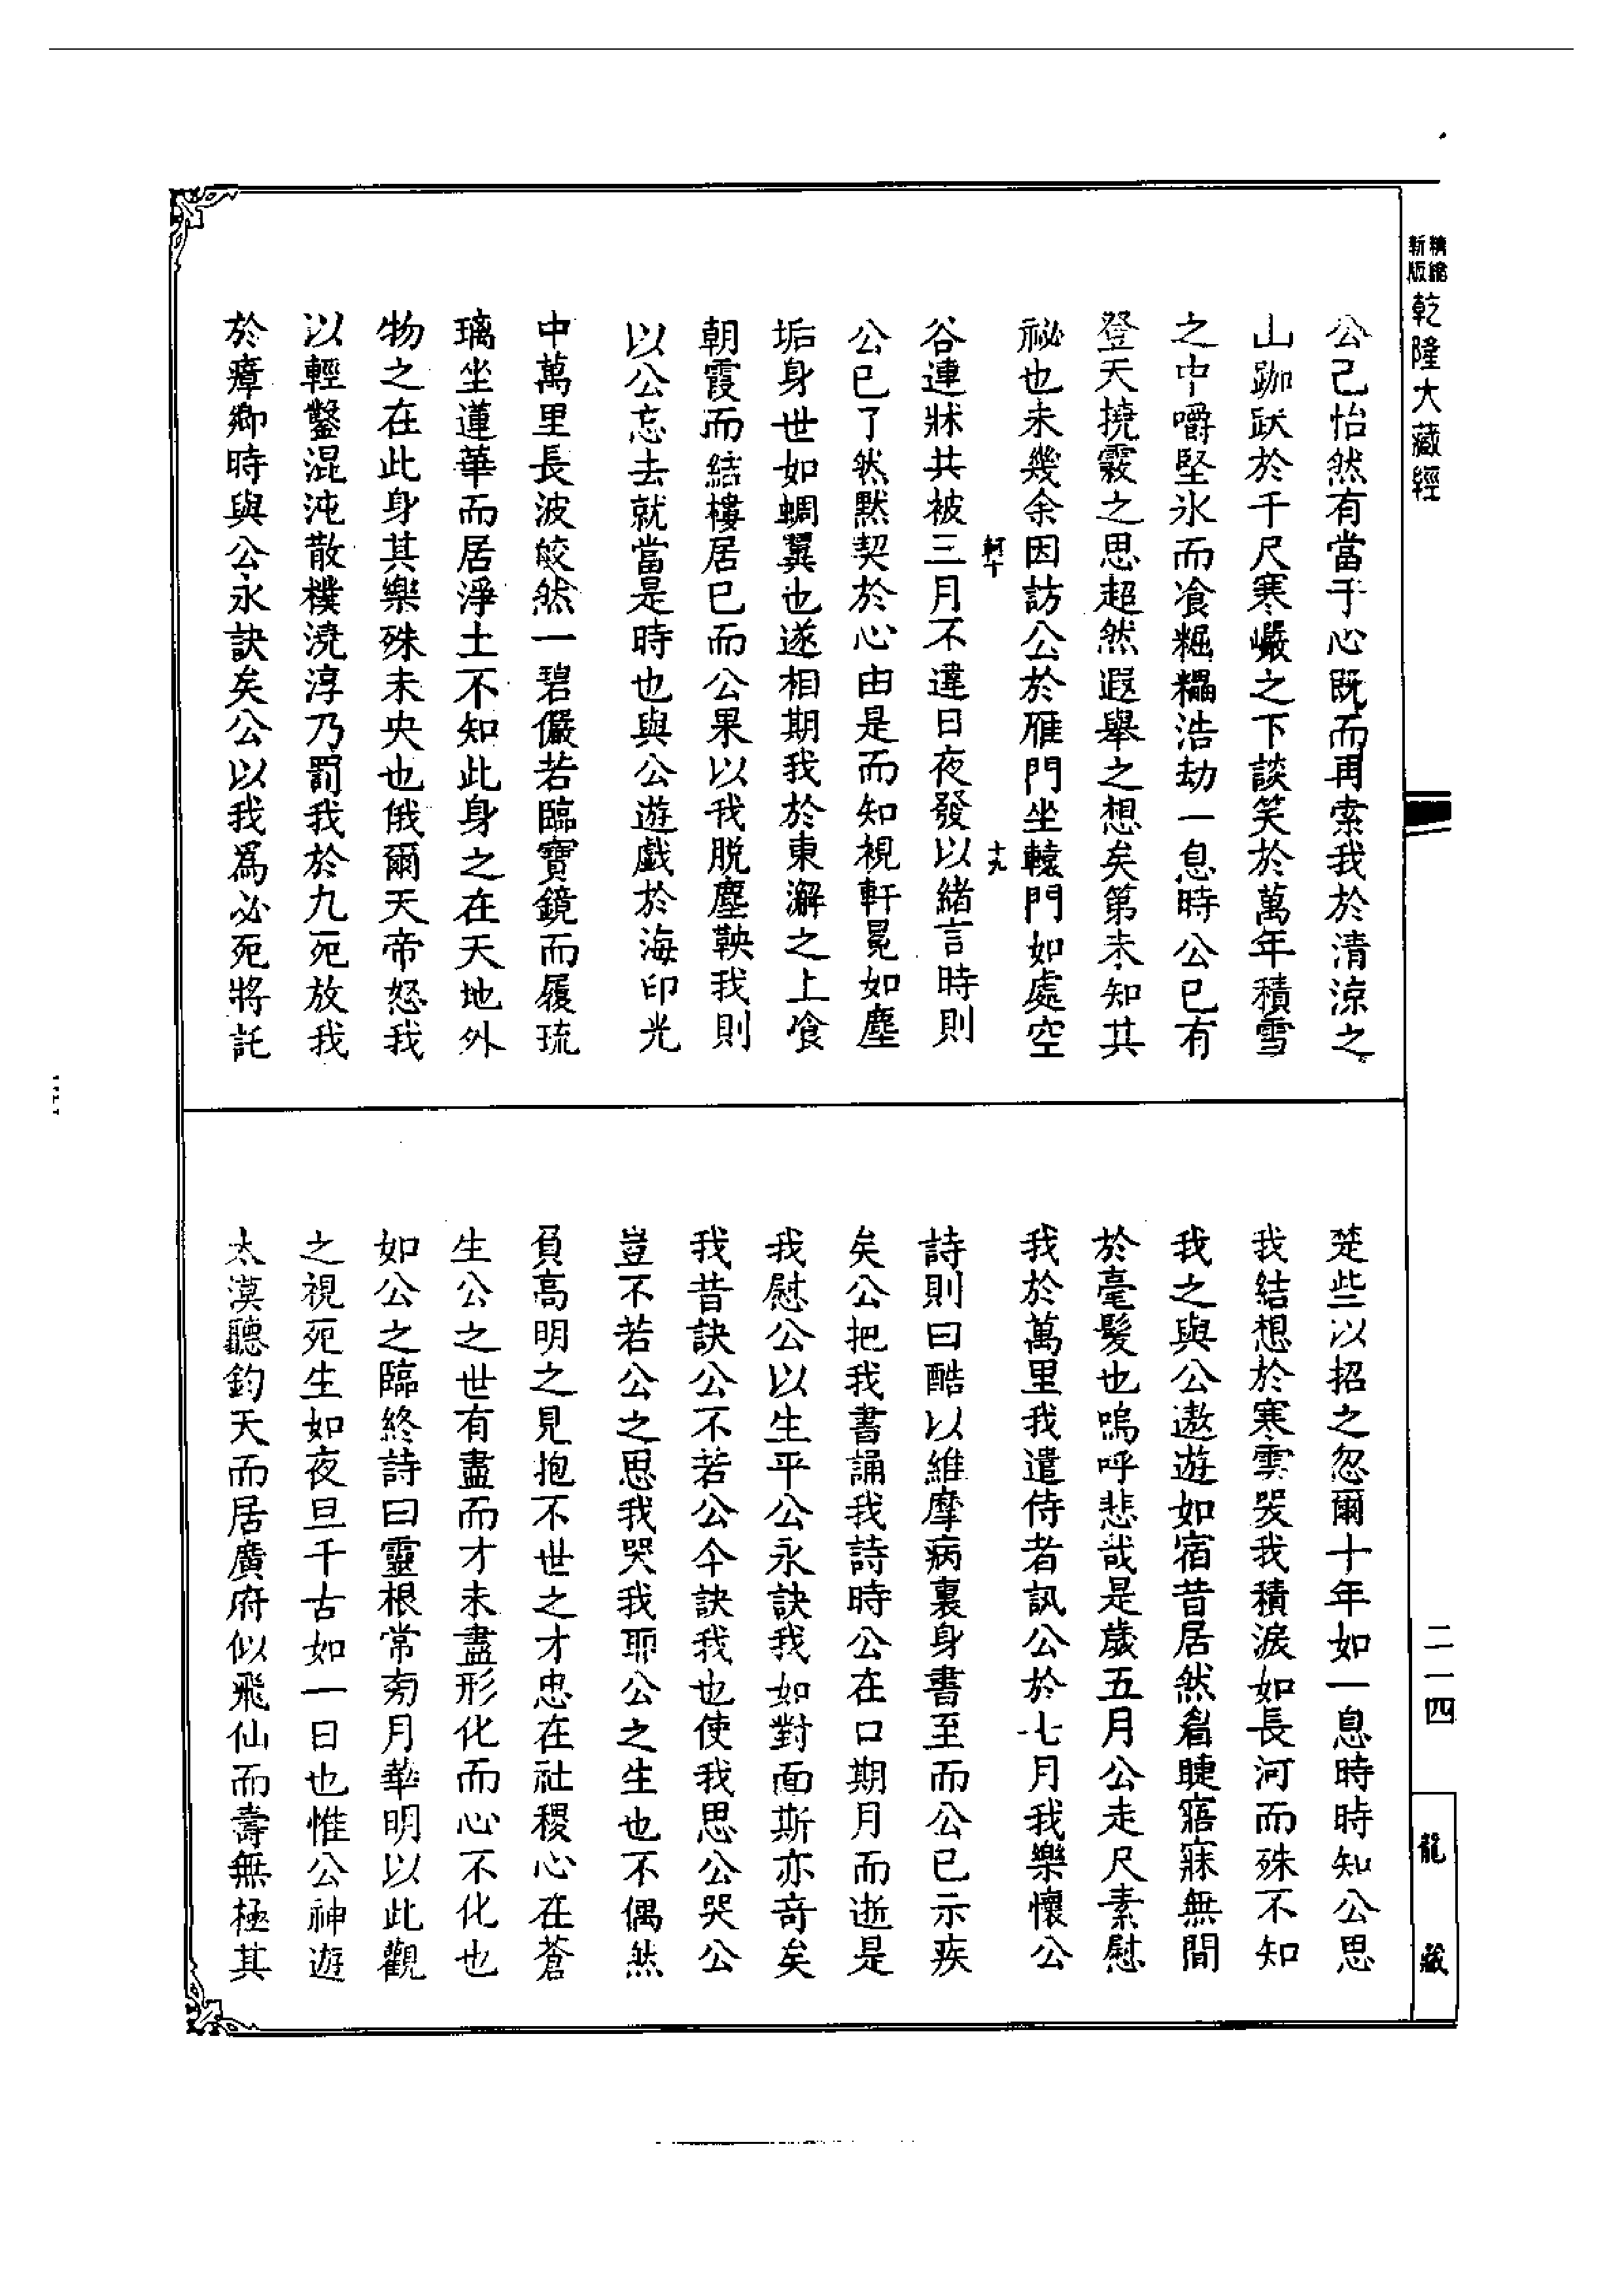 精縮
新版
乾隆大藏經
公已怡然有當于心既而再索我於清涼之
山跏趺於千尺寒巖之下談笑於萬年積雪
之中嚼堅氷而飡粃糲浩劫一息時公已有
登天撓霧之思超然遐舉之想矣第未知其
祕也未幾余因訪公於雁門坐轅門如處空
軻十
十九
谷連牀共被三月不違日夜發以緒言時則
公已了然默契於心由是而知視軒冕如塵
垢身世如蜩翼也遂相期我於東澥之上飡
朝霞而結樓居已而公果以我脱塵鞅我則
以公忘去就當是時也與公遊戲於海印光
中萬里長波皎然一碧儼若臨寶鏡而履琉
璃坐蓮華而居淨土不知此身之在天地外
物之在此身其樂殊未央也俄爾天帝怒我
以輕鑿混沌散樸澆淳乃罰我於九死放我
於瘴鄉時與公永訣矣公以我爲必死將託
楚些以招之忽爾十年如一息時時知公思
我結想於寒雲哭我積淚如長河而殊不知
我之與公遨遊如宿昔居然眉睫寤寐無間
於毫髮也嗚呼悲哉是歲五月公走尺素慰
我於萬里我遣侍者訊公於七月我樂懷公
詩則曰酷以維摩病裏身書至而公已示疾
矣公把我書誦我詩時公在口期月而逝是
我慰公以生平公永訣我如對面斯亦奇矣
我昔訣公不若公今訣我也使我思公哭公
豈不若公之思我哭我耶公之生也不偶然
負高明之見抱不世之才忠在社稷心在蒼
生公之世有盡而才未盡形化而心不化也
如公之臨終詩曰靈根常有月華明以此觀
之視死生如夜旦千古如一日也惟公神遊
太漠聽鈞天而居廣府似飛仙而壽無極其
二一四
龍藏